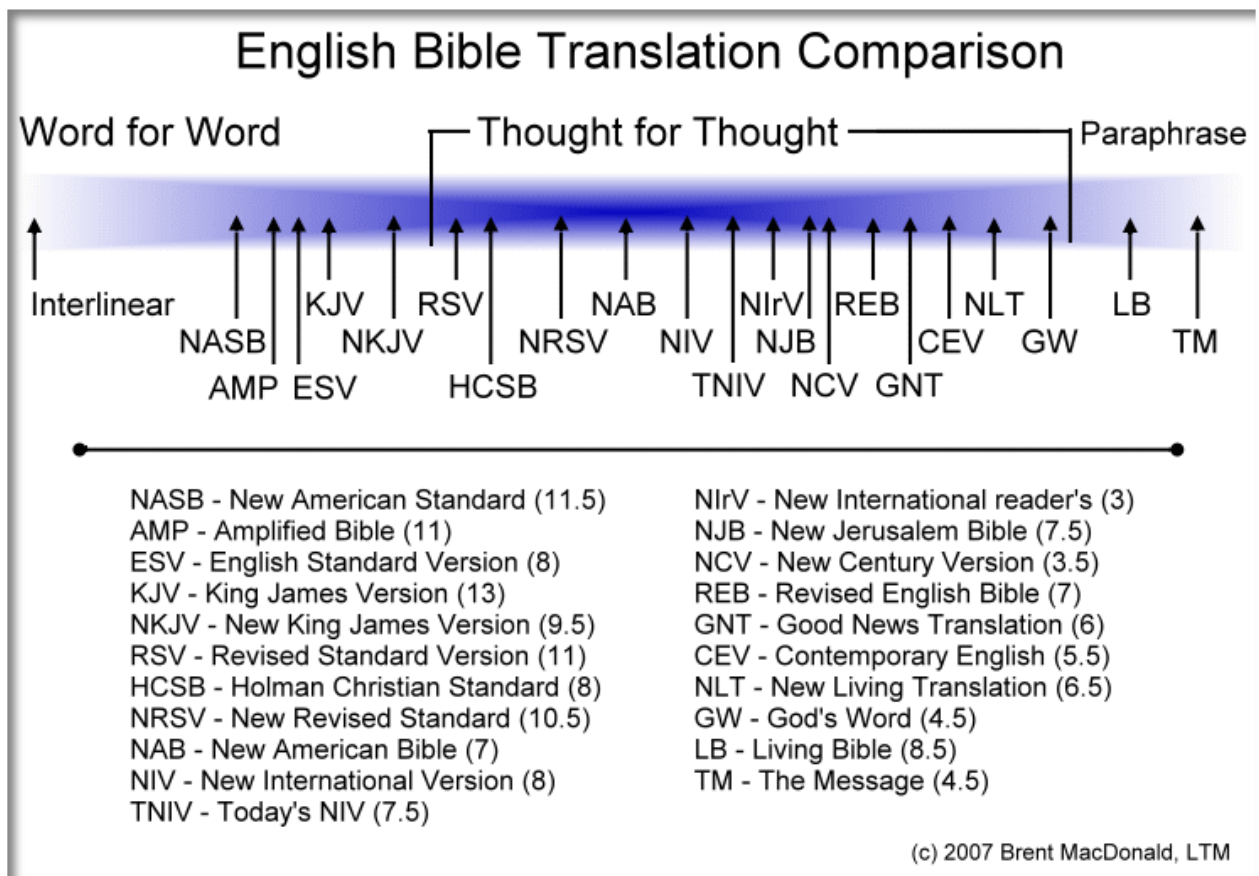 English Bible Translation Comparison
Word for Word
Thought for Thought
Paraphrase
Interlinear
KJV
RSV
NAB
NIrV
REB
NLT
LB
NASB
NKJV
NRSV
NIV
NJB
CEV
GW
TM
AMP
ESV
HCSB
TNIV
NCV
GNT
NASB - New American Standard (11.5)
AMP - Amplified Bible (11)
ESV - English Standard Version (8)
KJV - King James Version (13)
NKJV - New King James Version (9.5)
RSV - Revised Standard Version (11)
HCSB - Holman Christian Standard (8)
NRSV - New Revised Standard (10.5)
NAB - New American Bible (7)
NIV - New International Version (8)
TNIV - Today's NIV (7.5)
NIrV - New International reader's (3)
NJB - New Jerusalem Bible (7.5)
NCV - New Century Version (3.5)
REB - Revised English Bible (7)
GNT - Good News Translation (6)
CEV - Contemporary English (5.5)
NLT - New Living Translation (6.5)
GW - God's Word (4.5)
LB - Living Bible (8.5)
TM - The Message (4.5)
(c) 2007 Brent MacDonald, LTM